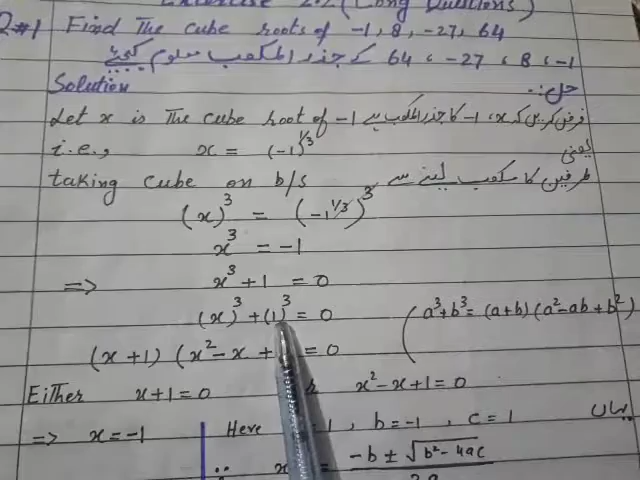 Exercise 2.1 (Long Questions)
Q#1 Find The cube roots of -1, 8, -27, 64
-1 ، 8 ، -27 ، 64 کے جذر المکعب معلوم کیجئے
Solution حل:۔
Let x is The cube root of -1 فرض کریں کہ x، -1 کا جذر المکعب ہے
i.e., x = (-1)^1/3 یعنی
taking cube on b/s طرفین کا مکعب لینے سے
(x)^3 = (-1^1/3)^3
x^3 = -1
=> x^3 + 1 = 0
(x)^3 + (1)^3 = 0 ( a^3+b^3 = (a+b) (a^2-ab+b^2)
(x+1) (x^2 - x + = 0
Either x+1=0 x^2-x+1=0
=> x = -1 Here 1, b=-1, c=1 یہاں
∴ x = -b ± √b^2-4ac